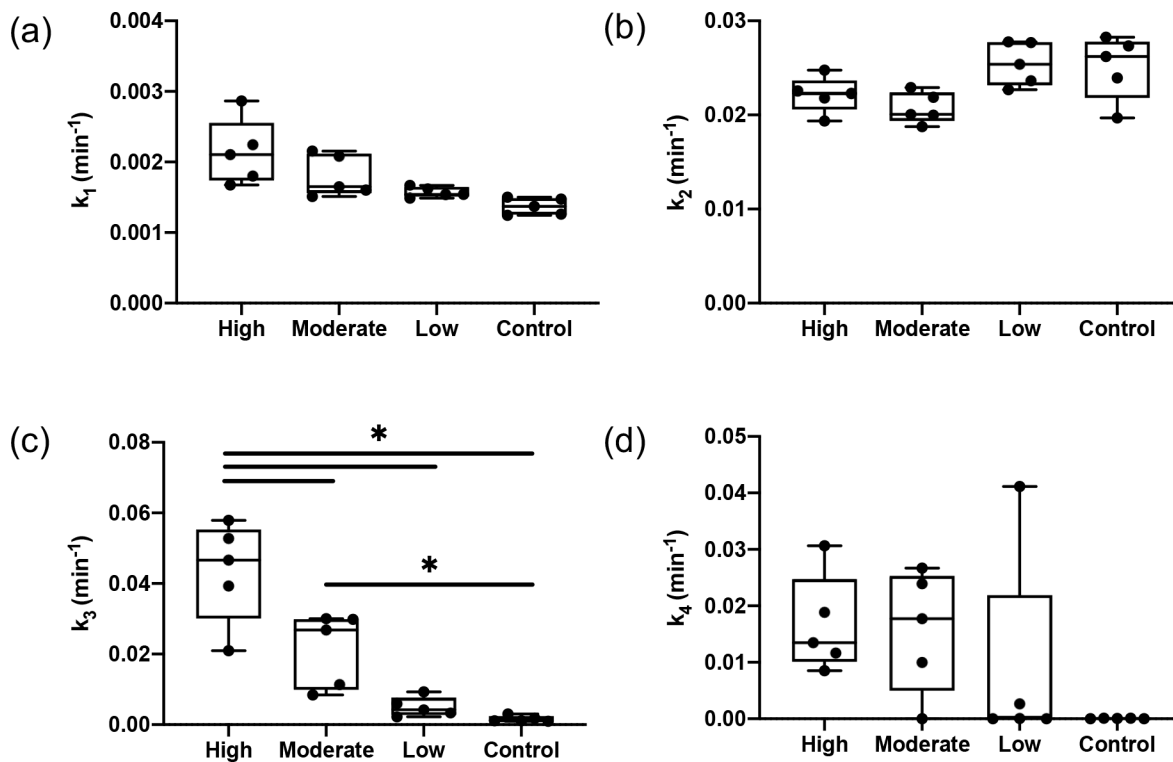 (a)
k1 (min-1)
0.004
0.003
0.002
0.001
0.000
High Moderate Low Control
(b)
k2 (min-1)
0.03
0.02
0.01
0.00
High Moderate Low Control
(c)
k3 (min-1)
0.08
0.06
0.04
0.02
0.00
*
*
High Moderate Low Control
(d)
k4 (min-1)
0.05
0.04
0.03
0.02
0.01
0.00
High Moderate Low Control